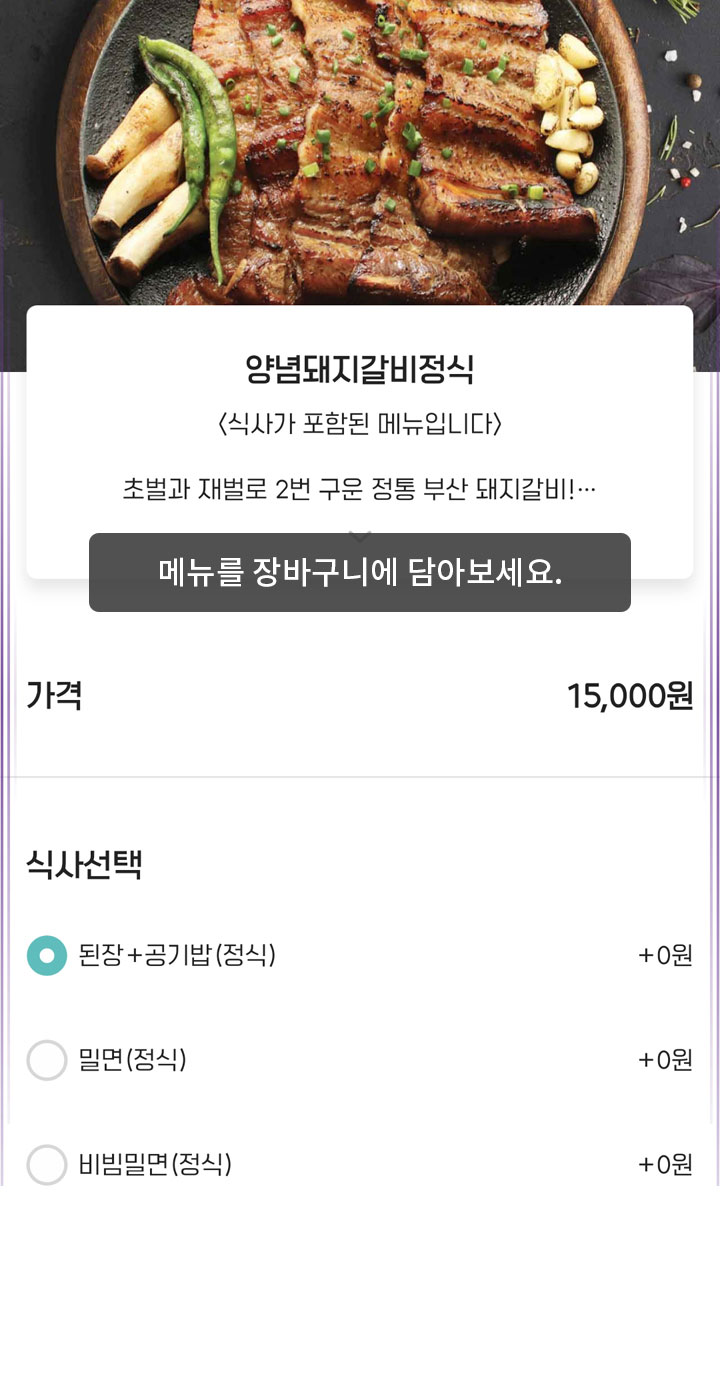 양념돼지갈비정식
<식사가 포함된 메뉴입니다>
초벌과 재벌로 2번 구운 정통 부산 돼지갈비!…
메뉴를 장바구니에 담아보세요.
가격 15,000원
식사선택
된장+공기밥(정식) +0원
밀면(정식) +0원
비빔밀면(정식) +0원